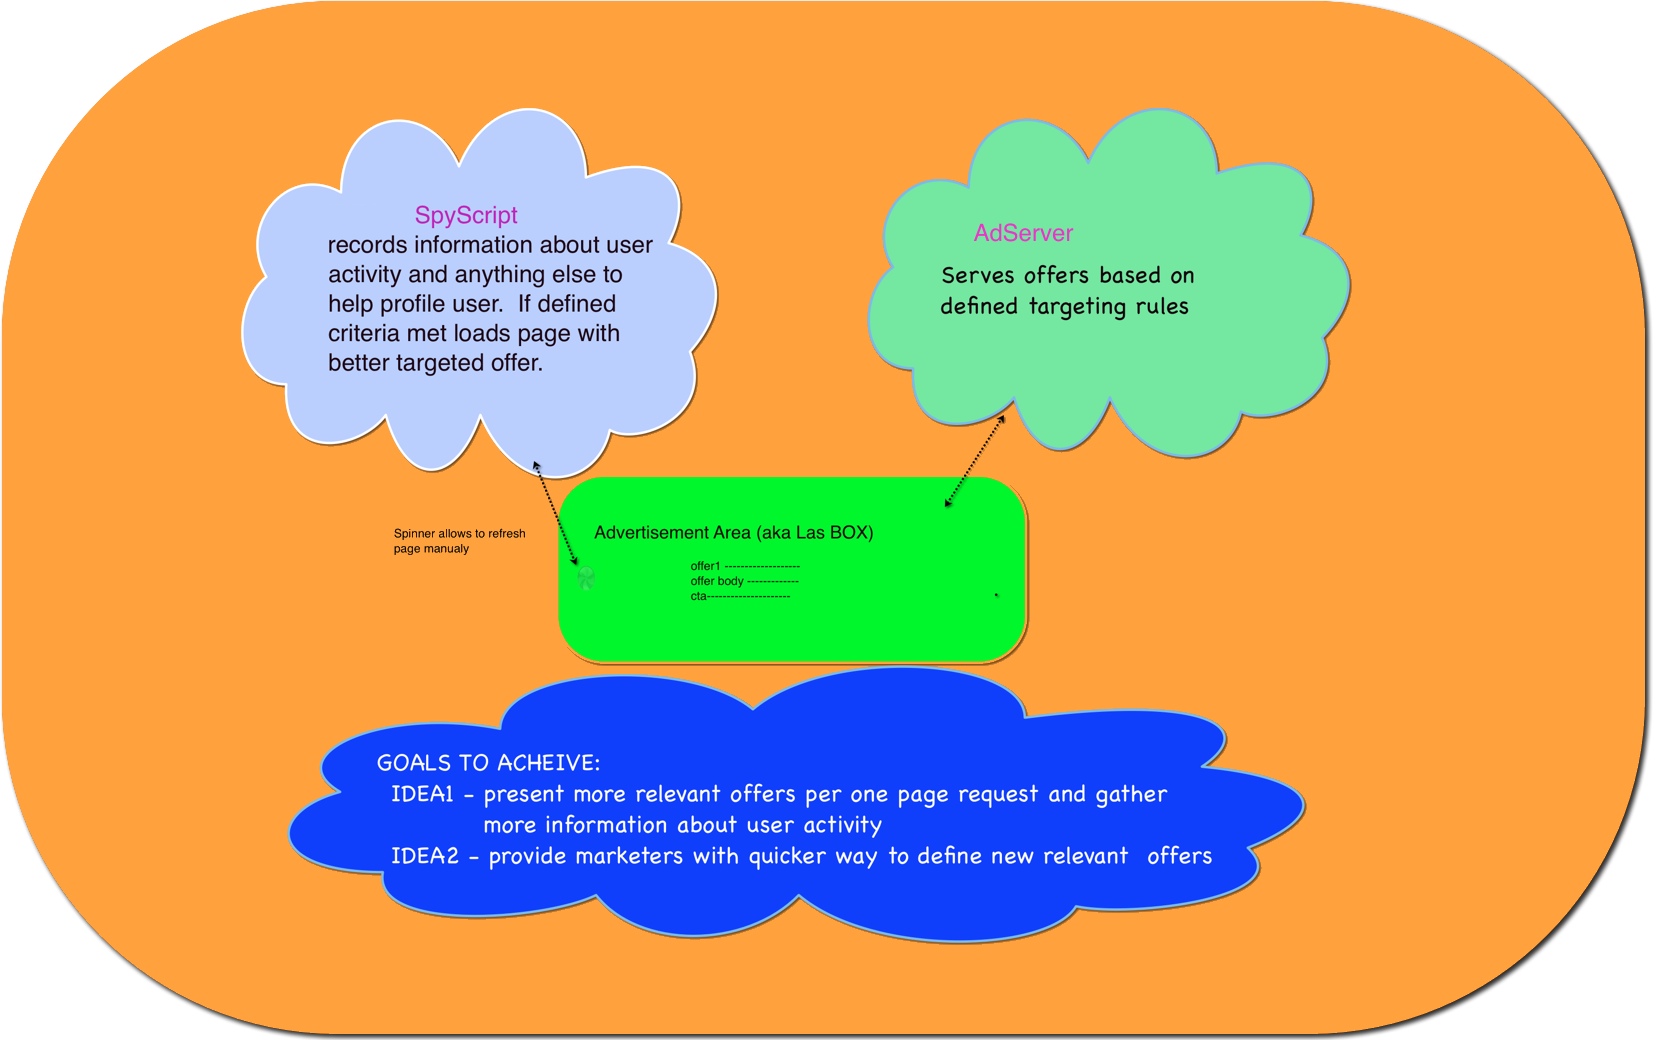 SpyScript
records information about user
activity and anything else to
help profile user.  If defined
criteria met loads page with
better targeted offer.
AdServer
Serves offers based on
defined targeting rules
Spinner allows to refresh
page manualy
Advertisement Area (aka Las BOX)
offer1 -------------------
offer body -------------
cta---------------------
GOALS TO ACHEIVE:
IDEA1 - present more relevant offers per one page request and gather
more information about user activity
IDEA2 - provide marketers with quicker way to define new relevant  offers